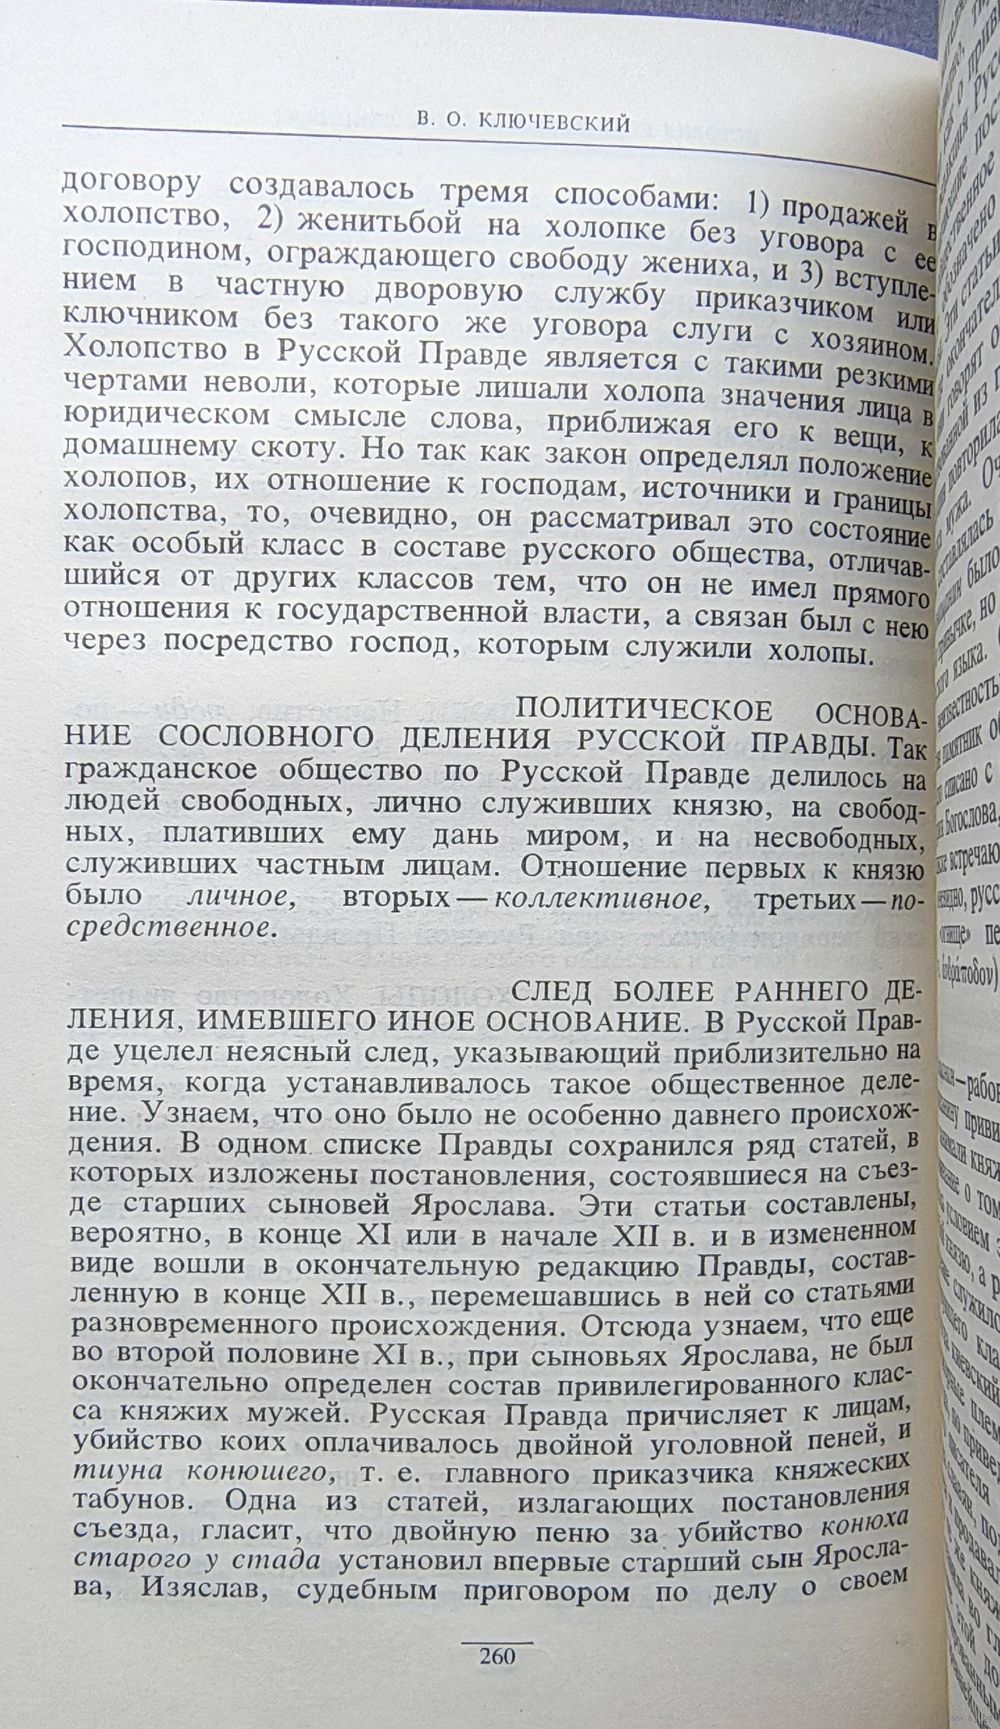 В. О. КЛЮЧЕВСКИЙ
договору создавалось тремя способами: 1) продажей в
холопство, 2) женитьбой на холопке без уговора с ее
господином, ограждающего свободу жениха, и 3) вступле-
нием в частную дворовую службу приказчиком или
ключником без такого же уговора слуги с хозяином.
Холопство в Русской Правде является с такими резкими
чертами неволи, которые лишали холопа значения лица в
юридическом смысле слова, приближая его к вещи, к
домашнему скоту. Но так как закон определял положение
холопов, их отношение к господам, источники и границы
холопства, то, очевидно, он рассматривал это состояние
как особый класс в составе русского общества, отличав-
шийся от других классов тем, что он не имел прямого
отношения к государственной власти, а связан был с нею
через посредство господ, которым служили холопы.
ПОЛИТИЧЕСКОЕ ОСНОВА-
НИЕ СОСЛОВНОГО ДЕЛЕНИЯ РУССКОЙ ПРАВДЫ. Так
гражданское общество по Русской Правде делилось на
людей свободных, лично служивших князю, на свобод-
ных, плативших ему дань миром, и на несвободных,
служивших частным лицам. Отношение первых к князю
было личное, вторых — коллективное, третьих — по-
средственное.
СЛЕД БОЛЕЕ РАННЕГО ДЕ-
ЛЕНИЯ, ИМЕВШЕГО ИНОЕ ОСНОВАНИЕ. В Русской Прав-
де уцелел неясный след, указывающий приблизительно на
время, когда устанавливалось такое общественное деле-
ние. Узнаем, что оно было не особенно давнего происхож-
дения. В одном списке Правды сохранился ряд статей, в
которых изложены постановления, состоявшиеся на съез-
де старших сыновей Ярослава. Эти статьи составлены,
вероятно, в конце XI или в начале XII в. и в измененном
виде вошли в окончательную редакцию Правды, состав-
ленную в конце XII в., перемешавшись в ней со статьями
разновременного происхождения. Отсюда узнаем, что еще
во второй половине XI в., при сыновьях Ярослава, не был
окончательно определен состав привилегированного клас-
са княжих мужей. Русская Правда причисляет к лицам,
убийство коих оплачивалось двойной уголовной пеней, и
тиуна конюшего, т. е. главного приказчика княжеских
табунов. Одна из статей, излагающих постановления
съезда, гласит, что двойную пеню за убийство конюха
старого у стада установил впервые старший сын Яросла-
ва, Изяслав, судебным приговором по делу о своем
260